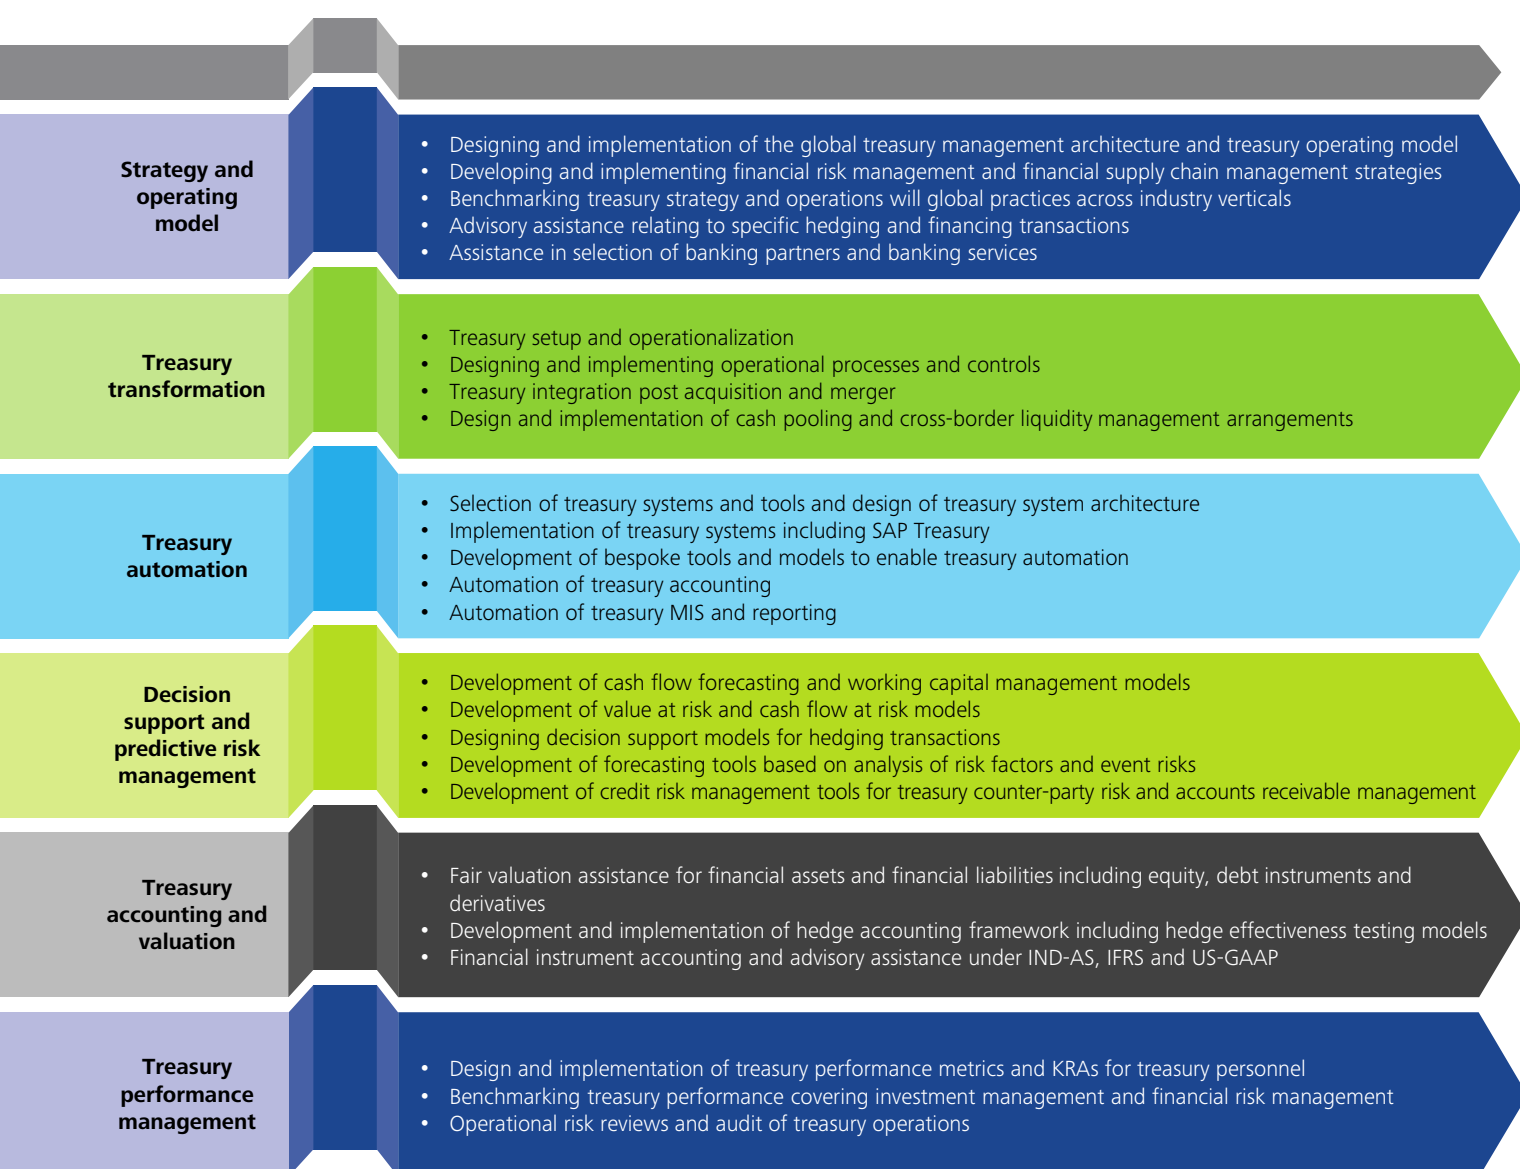 Strategy and
operating
model
• Designing and implementation of the global treasury management architecture and treasury operating model
• Developing and implementing financial risk management and financial supply chain management strategies
• Benchmarking treasury strategy and operations will global practices across industry verticals
• Advisory assistance relating to specific hedging and financing transactions
• Assistance in selection of banking partners and banking services
Treasury
transformation
• Treasury setup and operationalization
• Designing and implementing operational processes and controls
• Treasury integration post acquisition and merger
• Design and implementation of cash pooling and cross-border liquidity management arrangements
Treasury
automation
• Selection of treasury systems and tools and design of treasury system architecture
• Implementation of treasury systems including SAP Treasury
• Development of bespoke tools and models to enable treasury automation
• Automation of treasury accounting
• Automation of treasury MIS and reporting
Decision
support and
predictive risk
management
• Development of cash flow forecasting and working capital management models
• Development of value at risk and cash flow at risk models
• Designing decision support models for hedging transactions
• Development of forecasting tools based on analysis of risk factors and event risks
• Development of credit risk management tools for treasury counter-party risk and accounts receivable management
Treasury
accounting and
valuation
• Fair valuation assistance for financial assets and financial liabilities including equity, debt instruments and
derivatives
• Development and implementation of hedge accounting framework including hedge effectiveness testing models
• Financial instrument accounting and advisory assistance under IND-AS, IFRS and US-GAAP
Treasury
performance
management
• Design and implementation of treasury performance metrics and KRAs for treasury personnel
• Benchmarking treasury performance covering investment management and financial risk management
• Operational risk reviews and audit of treasury operations